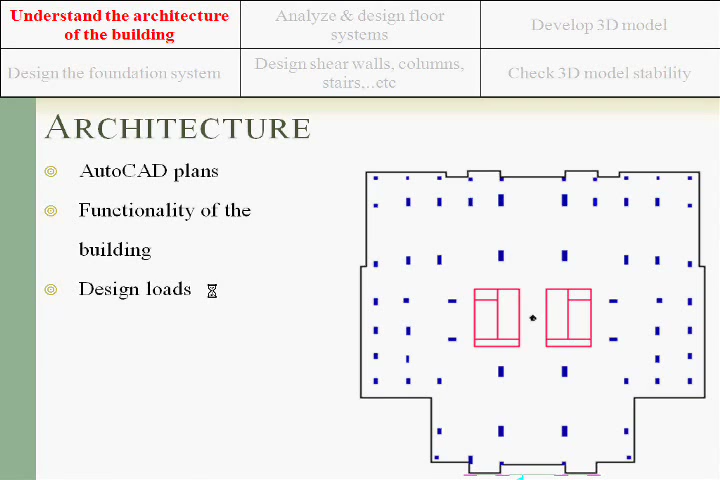 Understand the architecture
of the building
Analyze & design floor
systems
Develop 3D model
Design the foundation system
Design shear walls, columns,
stairs,..etc
Check 3D model stability
ARCHITECTURE
AutoCAD plans
Functionality of the
building
Design loads